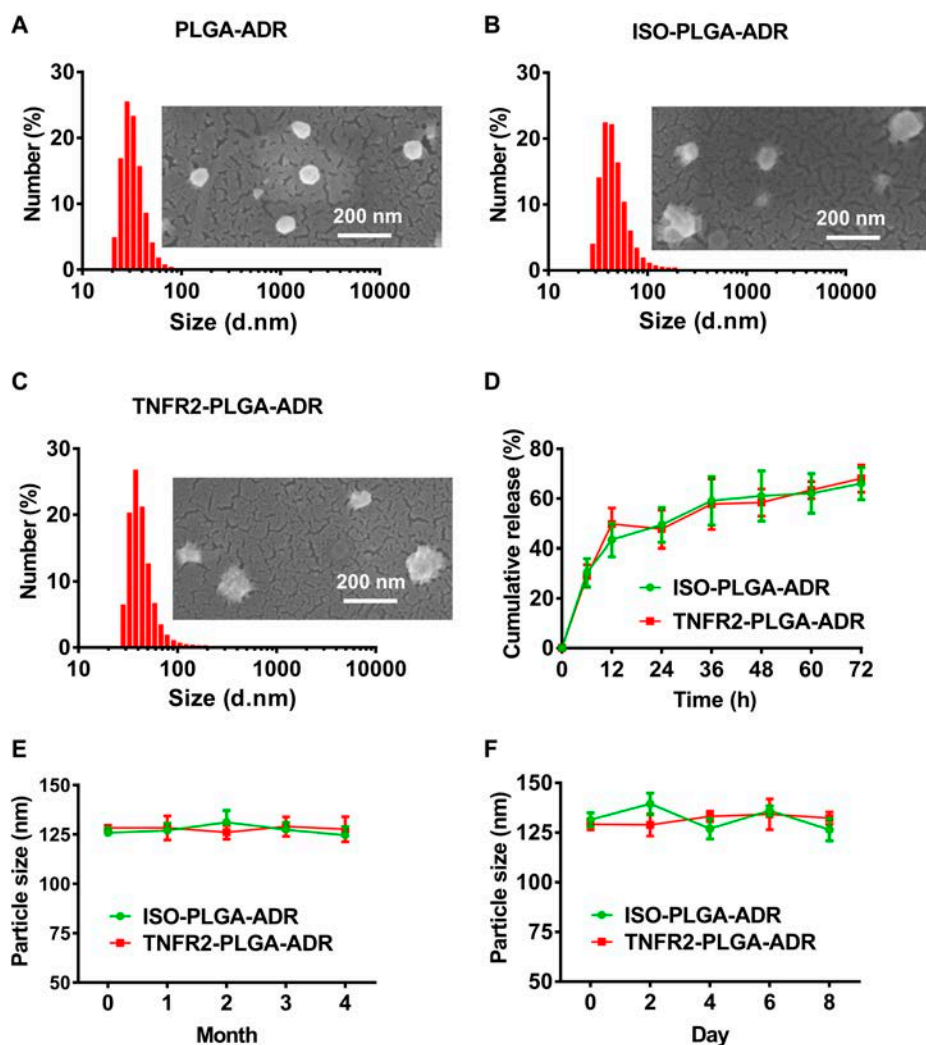 A
PLGA-ADR
Number (%)
30
20
10
0
200 nm
10 100 1000 10000
Size (d.nm)
B
ISO-PLGA-ADR
Number (%)
30
20
10
0
200 nm
10 100 1000 10000
Size (d.nm)
C
TNFR2-PLGA-ADR
Number (%)
30
20
10
0
200 nm
10 100 1000 10000
Size (d.nm)
D
Cumulative release (%)
80
60
40
20
0
ISO-PLGA-ADR
TNFR2-PLGA-ADR
0 12 24 36 48 60 72
Time (h)
E
Particle size (nm)
150
125
100
75
50
ISO-PLGA-ADR
TNFR2-PLGA-ADR
0 1 2 3 4
Month
F
Particle size (nm)
150
125
100
75
50
ISO-PLGA-ADR
TNFR2-PLGA-ADR
0 2 4 6 8
Day